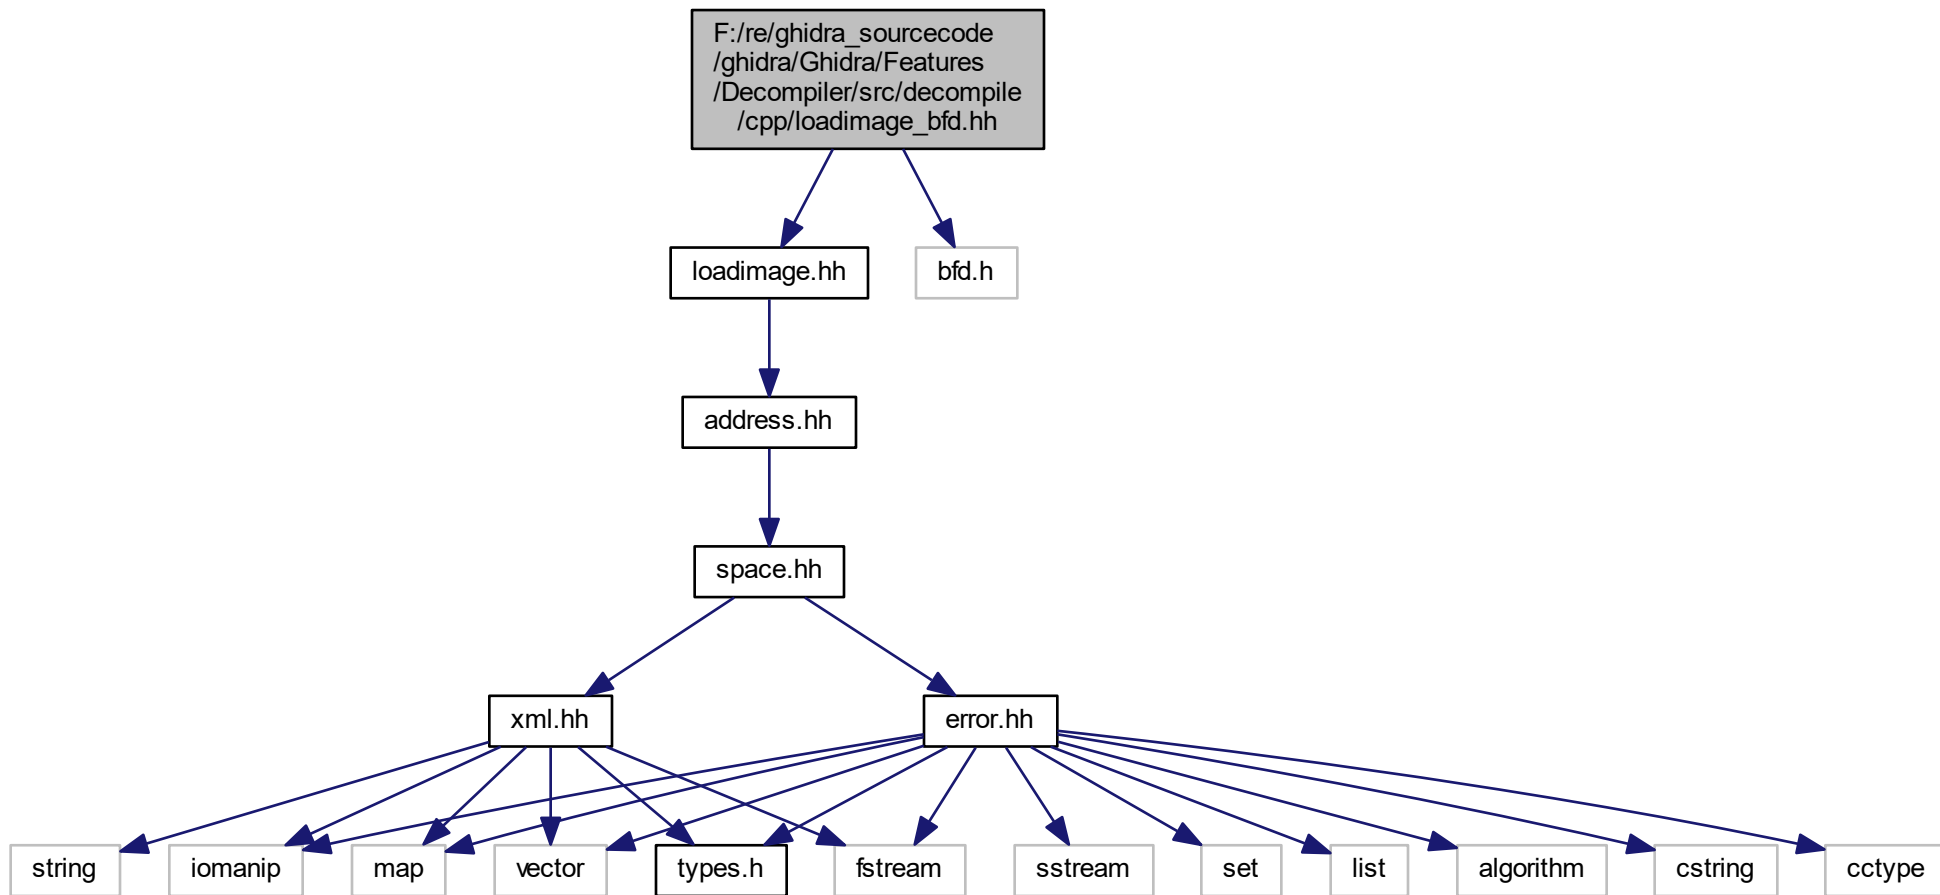 F:/re/ghidra_sourcecode
/ghidra/Ghidra/Features
/Decompiler/src/decompile
/cpp/loadimage_bfd.hh
loadimage.hh
bfd.h
address.hh
space.hh
xml.hh
error.hh
string
iomanip
map
vector
types.h
fstream
sstream
set
list
algorithm
cstring
cctype